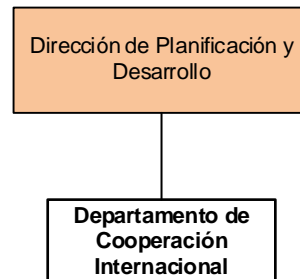 Dirección de Planificación y
Desarrollo
Departamento de
Cooperación
Internacional